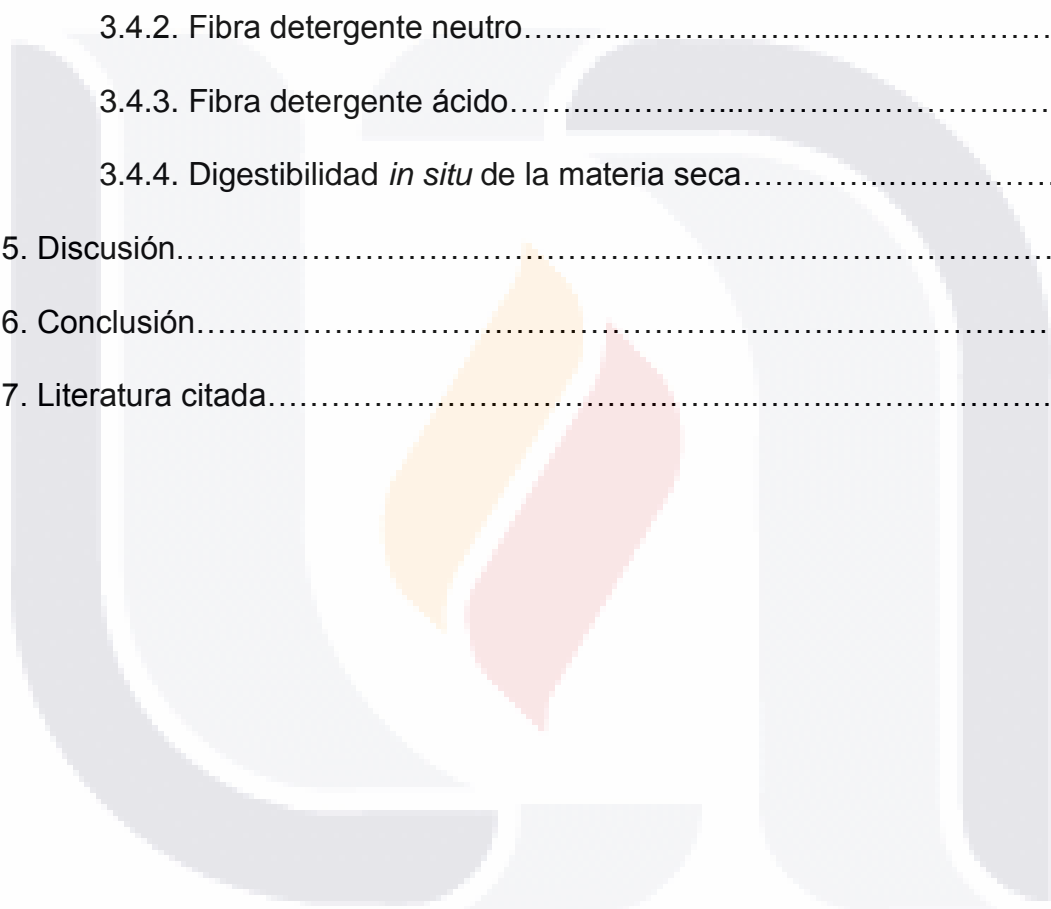 3.4.2. Fibra detergente neutro…..…..…………………...…………………
3.4.3. Fibra detergente ácido……...…………..…………………………..….
3.4.4. Digestibilidad in situ de la materia seca…………..……………….
5. Discusión……..……………………………………….…………………………
6. Conclusión………………………………….……………………………………
7. Literatura citada…………….……………………………..……..……………….